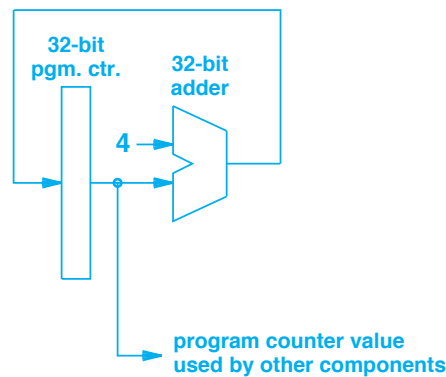 32-bit
pgm. ctr.
32-bit
adder
4
program counter value
used by other components